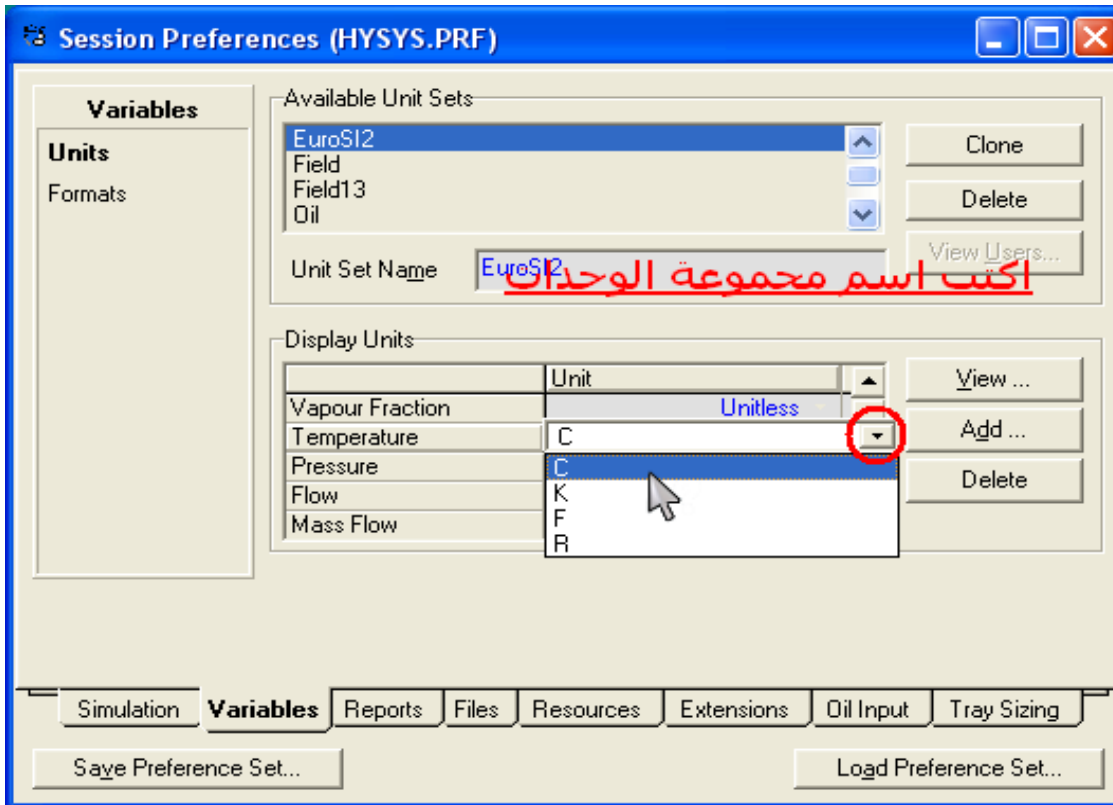 Session Preferences (HYSYS.PRF)
Variables
Units
Formats
Available Unit Sets
EuroSI2
Field
Field13
Oil
Clone
Delete
View Users...
Unit Set Name
EuroSI2
اكتب اسم مجموعة الوحدات
Display Units
Unit
Vapour Fraction
Unitless
Temperature
C
Pressure
Flow
Mass Flow
C
K
F
R
View ...
Add ...
Delete
Simulation
Variables
Reports
Files
Resources
Extensions
Oil Input
Tray Sizing
Save Preference Set...
Load Preference Set...